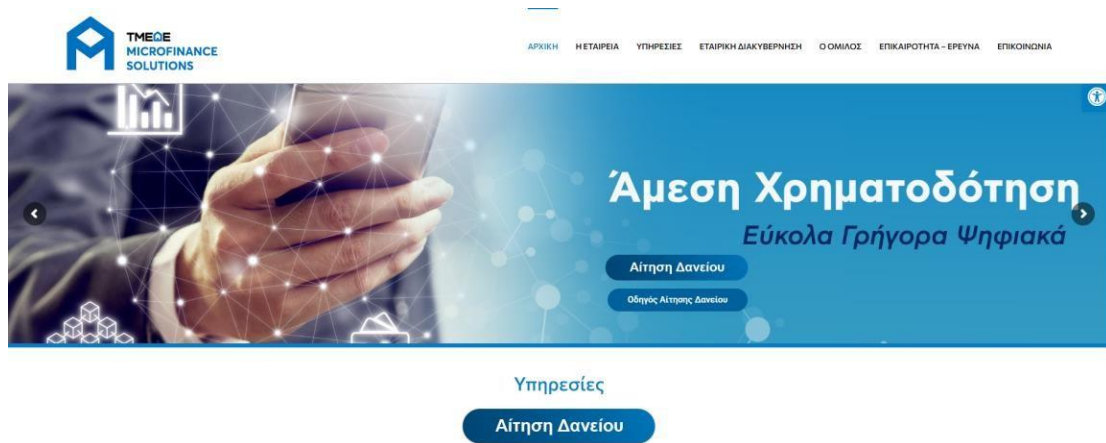 ΤΜΕΔΕ
MICROFINANCE
SOLUTIONS
ΑΡΧΙΚΗ Η ΕΤΑΙΡΕΙΑ ΥΠΗΡΕΣΙΕΣ ΕΤΑΙΡΙΚΗ ΔΙΑΚΥΒΕΡΝΗΣΗ Ο ΟΜΙΛΟΣ ΕΠΙΚΑΙΡΟΤΗΤΑ – ΕΡΕΥΝΑ ΕΠΙΚΟΙΝΩΝΙΑ
Άμεση Χρηματοδότηση
Εύκολα Γρήγορα Ψηφιακά
Αίτηση Δανείου
Οδηγός Αίτησης Δανείου
Υπηρεσίες
Αίτηση Δανείου